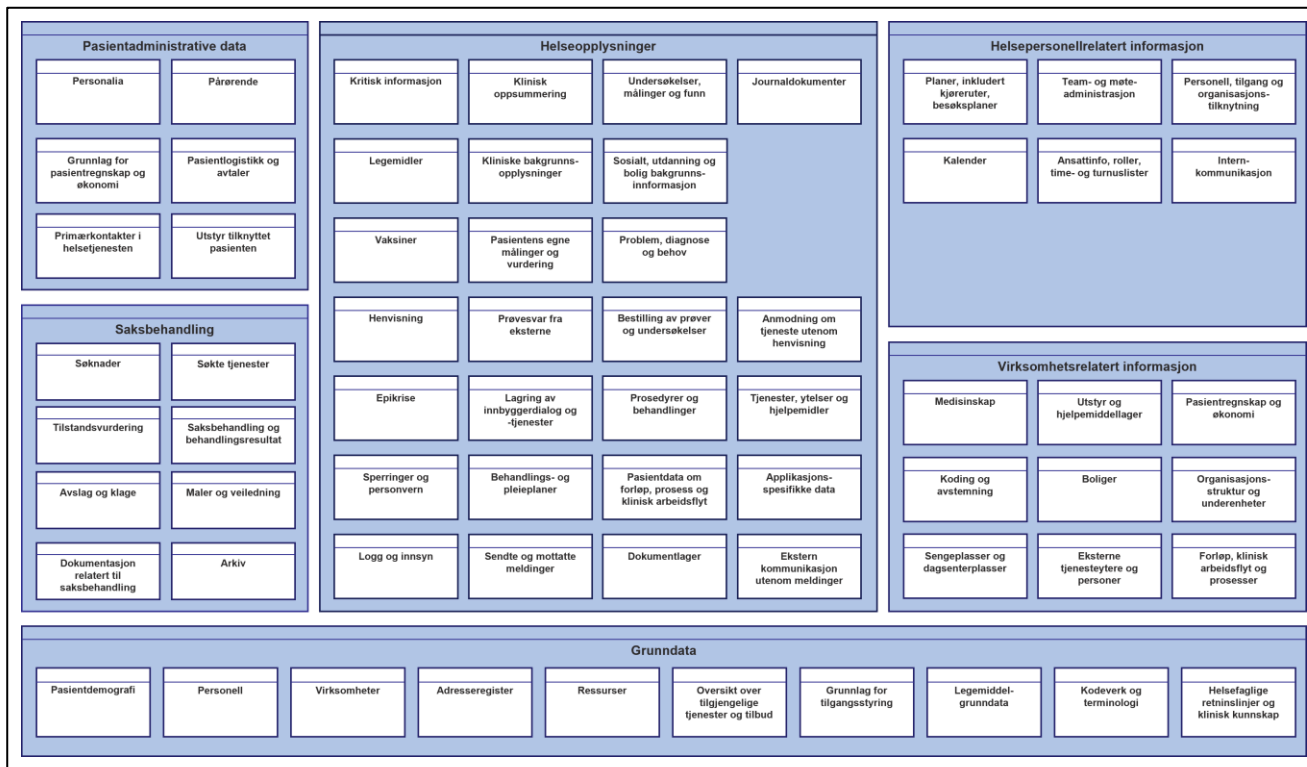 Pasientadministrative data
Personalia
Pårørende
Grunnlag for
pasientregnskap og
økonomi
Pasientlogistikk og
avtaler
Primærkontakter i
helsetjenesten
Utstyr tilknyttet
pasienten
Saksbehandling
Søknader
Søkte tjenester
Tilstandsvurdering
Saksbehandling og
behandlingsresultat
Avslag og klage
Maler og veiledning
Dokumentasjon
relatert til
saksbehandling
Arkiv
Helseopplysninger
Kritisk informasjon
Klinisk
oppsummering
Undersøkelser,
målinger og funn
Journaldokumenter
Legemidler
Kliniske bakgrunns-
opplysninger
Sosialt, utdanning og
bolig bakgrunns-
innformasjon
Vaksiner
Pasientens egne
målinger og
vurdering
Problem, diagnose
og behov
Henvisning
Prøvesvar fra
eksterne
Bestilling av prøver
og undersøkelser
Anmodning om
tjeneste utenom
henvisning
Epikrise
Lagring av
innbyggerdialog og
-tjenester
Prosedyrer og
behandlinger
Tjenester, ytelser og
hjelpemidler
Sperringer og
personvern
Behandlings- og
pleieplaner
Pasientdata om
forløp, prosess og
klinisk arbeidsflyt
Applikasjons-
spesifikke data
Logg og innsyn
Sendte og mottatte
meldinger
Dokumentlager
Ekstern
kommunikasjon
utenom meldinger
Helsepersonellrelatert informasjon
Planer, inkludert
kjøreruter,
besøksplaner
Team- og møte-
administrasjon
Personell, tilgang og
organisasjons-
tilknytning
Kalender
Ansattinfo, roller,
time- og turnuslister
Intern-
kommunikasjon
Virksomhetsrelatert informasjon
Medisinskap
Utstyr og
hjelpemiddellager
Pasientregnskap og
økonomi
Koding og
avstemning
Boliger
Organisasjons-
struktur og
underenheter
Sengeplasser og
dagsenterplasser
Eksterne
tjenesteytere og
personer
Forløp, klinisk
arbeidsflyt og
prosesser
Grunndata
Pasientdemografi
Personell
Virksomheter
Adresseregister
Ressurser
Oversikt over
tilgjengelige
tjenester og tilbud
Grunnlag for
tilgangsstyring
Legemiddel-
grunndata
Kodeverk og
terminologi
Helsefaglige
retninslinjer og
klinisk kunnskap